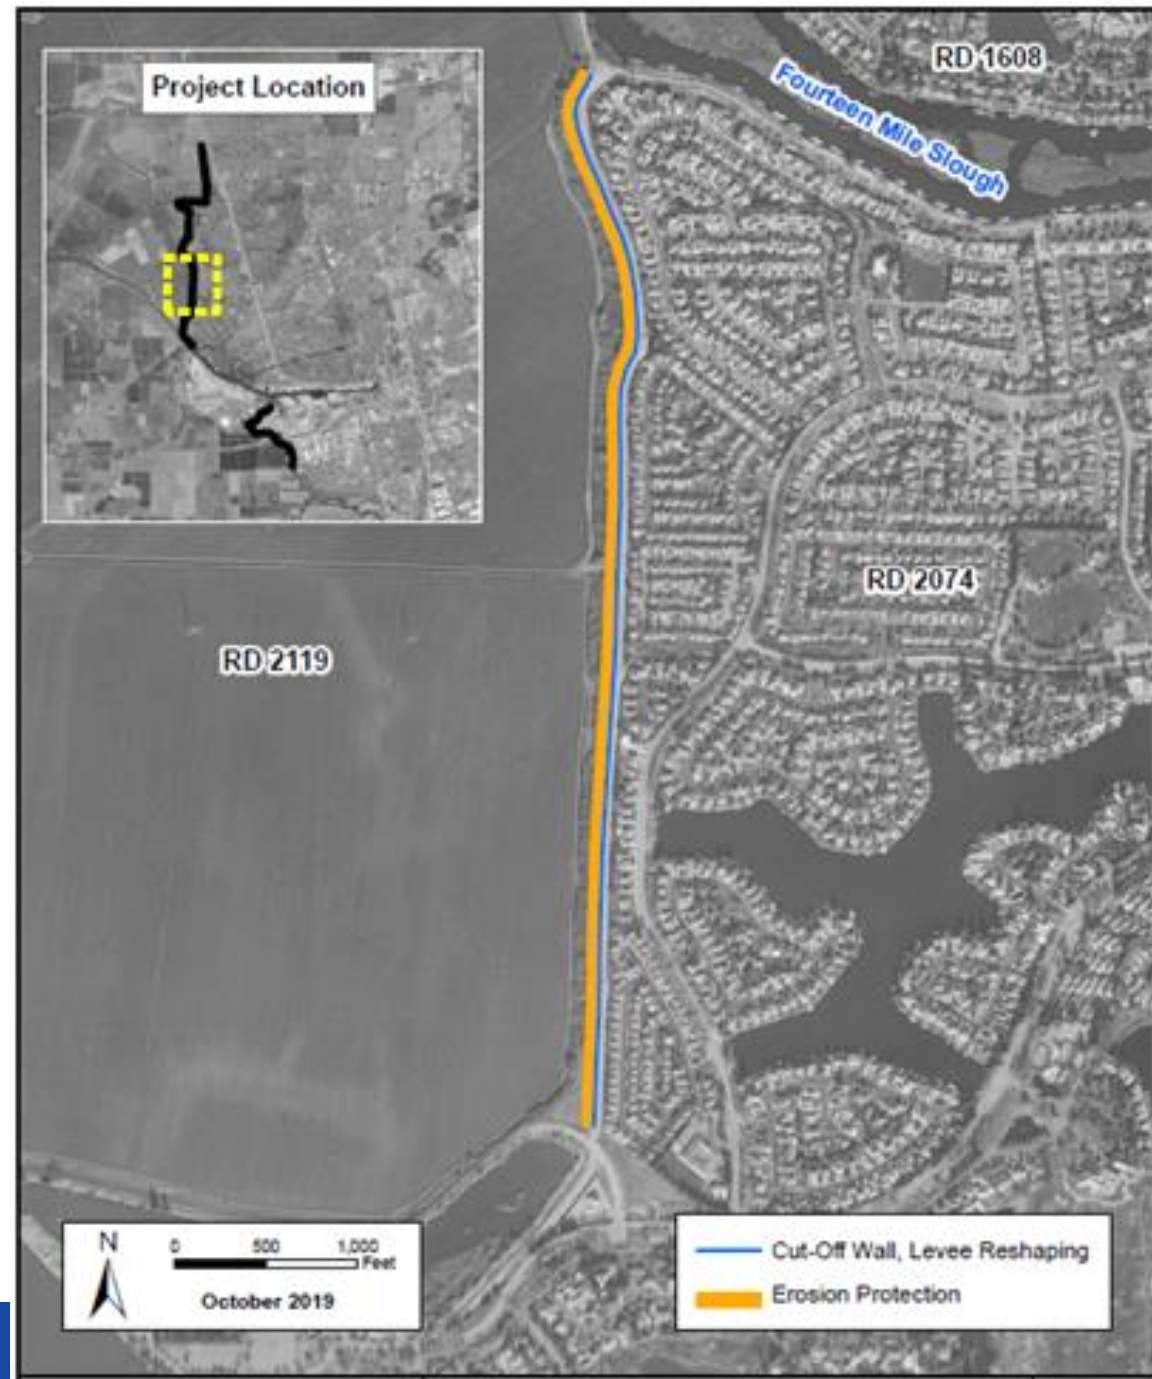 Project Location
RD 1608
Fourteen Mile Slough
RD 2074
RD 2119
N
0 500 1,000
Feet
October 2019
Cut-Off Wall, Levee Reshaping
Erosion Protection